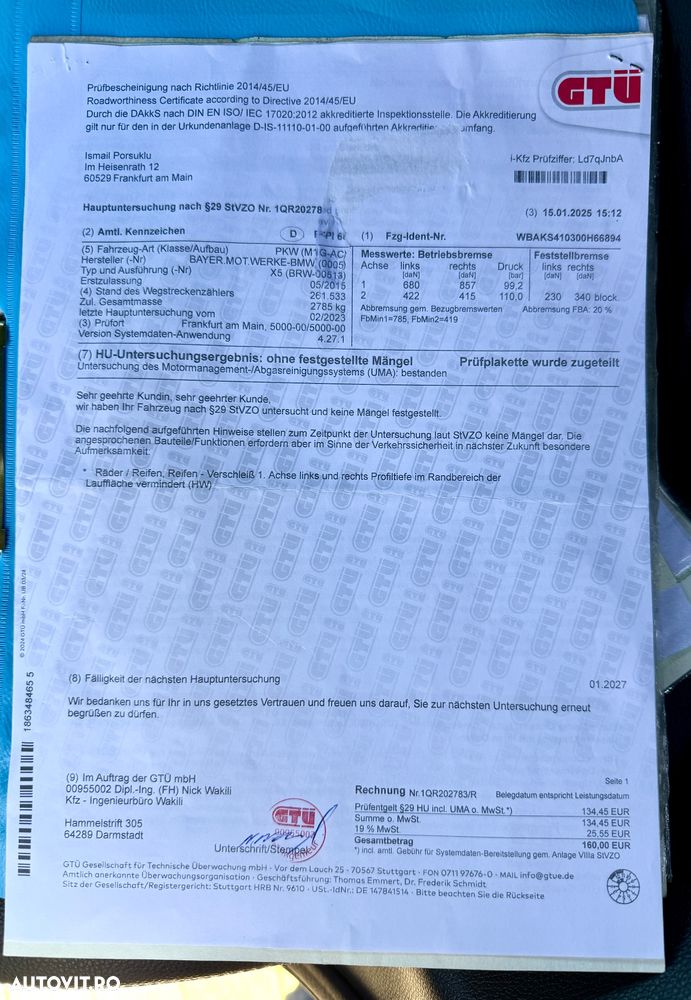 GTÜ
Prüfbescheinigung nach Richtlinie 2014/45/EU
Roadworthiness Certificate according to Directive 2014/45/EU
Durch die DAkkS nach DIN EN ISO/ IEC 17020:2012 akkreditierte Inspektionsstelle. Die Akkreditierung
gilt nur für den in der Urkundenanlage D-IS-11110-01-00 aufgeführten
Ismail Porsuklu
Im Heisenrath 12
60529 Frankfurt am Main
i-Kfz Prüfziffer: Ld7qJnbA
Hauptuntersuchung nach §29 StVZO Nr. 1QR20278
(3) 15.01.2025 15:12
(2) Amtl. Kennzeichen D
(1) Fzg-Ident-Nr. WBAKS410300H66894
(5) Fahrzeug-Art (Klasse/Aufbau) PKW (M1G-AC)
Hersteller (-Nr) BAYER.MOT.WERKE-BMW (0005)
Typ und Ausführung (-Nr) X5 (BRW-00513)
Erstzulassung 05/2015
(4) Stand des Wegstreckenzählers 261.533
Zul. Gesamtmasse 2785 kg
letzte Hauptuntersuchung vom 02/2023
(3) Prüfort Frankfurt am Main, 5000-00/5000-00
Version Systemdaten-Anwendung 4.27.1
Messwerte: Betriebsbremse Feststellbremse
Achse links rechts Druck links rechts
[daN] [daN] [bar] [daN] [daN]
1 680 857 99,2
2 422 415 110,0 230 340 block.
Abbremsung gem. Bezugbremswerten Abbremsung FBA: 20 %
FbMin1=785, FbMin2=419
(7) HU-Untersuchungsergebnis: ohne festgestellte Mängel Prüfplakette wurde zugeteilt
Untersuchung des Motormanagement-/Abgasreinigungssystems (UMA): bestanden
Sehr geehrte Kundin, sehr geehrter Kunde,
wir haben Ihr Fahrzeug nach §29 StVZO untersucht und keine Mängel festgestellt.
Die nachfolgend aufgeführten Hinweise stellen zum Zeitpunkt der Untersuchung laut StVZO keine Mängel dar. Die
angesprochenen Bauteile/Funktionen erfordern aber im Sinne der Verkehrssicherheit in nächster Zukunft besondere
Aufmerksamkeit:
* Räder / Reifen, Reifen - Verschleiß 1. Achse links und rechts Profiltiefe im Randbereich der
Lauffläche vermindert (HW)
186348465 5
(8) Fälligkeit der nächsten Hauptuntersuchung 01.2027
Wir bedanken uns für Ihr in uns gesetztes Vertrauen und freuen uns darauf, Sie zur nächsten Untersuchung erneut
begrüßen zu dürfen.
(9) Im Auftrag der GTÜ mbH
00955002 Dipl.-Ing. (FH) Nick Wakili
Kfz - Ingenieurbüro Wakili
Hammelstrift 305
64289 Darmstadt
GTÜ
Unterschrift/Stempel
Seite 1
Rechnung Nr.1QR202783/R Belegdatum entspricht Leistungsdatum
Prüfentgelt §29 HU incl. UMA o. MwSt.*) 134,45 EUR
Summe o. MwSt. 134,45 EUR
19 % MwSt. 25,55 EUR
Gesamtbetrag 160,00 EUR
*) incl. amtl. Gebühr für Systemdaten-Bereitstellung gem. Anlage VIIIa StVZO
GTÜ Gesellschaft für Technische Überwachung mbH · Vor dem Lauch 25 · 70567 Stuttgart · FON 0711 97676-0 · MAIL info@gtue.de
Amtlich anerkannte Überwachungsorganisation · Geschäftsführung: Thomas Emmert, Dr. Frederik Schmidt
Sitz der Gesellschaft/Registergericht: Stuttgart HRB Nr. 9610 · USt.-IdNr.: DE 147841514 · Bitte beachten Sie die Rückseite
AUTOVIT.RO